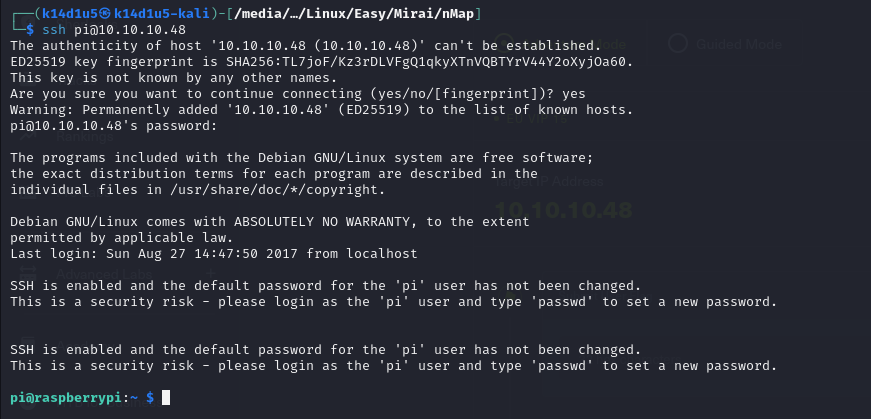 ┌──(k14d1u5㉿k14d1u5-kali)-[/media/…/Linux/Easy/Mirai/nMap]
└─$ ssh pi@10.10.10.48
The authenticity of host '10.10.10.48 (10.10.10.48)' can't be established.
ED25519 key fingerprint is SHA256:TL7joF/Kz3rDLVFgQ1qkyXTnVQBTYrV44Y2oXyjOa60.
This key is not known by any other names.
Are you sure you want to continue connecting (yes/no/[fingerprint])? yes
Warning: Permanently added '10.10.10.48' (ED25519) to the list of known hosts.
pi@10.10.10.48's password:
The programs included with the Debian GNU/Linux system are free software;
the exact distribution terms for each program are described in the
individual files in /usr/share/doc/*/copyright.
Debian GNU/Linux comes with ABSOLUTELY NO WARRANTY, to the extent
permitted by applicable law.
Last login: Sun Aug 27 14:47:50 2017 from localhost
SSH is enabled and the default password for the 'pi' user has not been changed.
This is a security risk - please login as the 'pi' user and type 'passwd' to set a new password.
SSH is enabled and the default password for the 'pi' user has not been changed.
This is a security risk - please login as the 'pi' user and type 'passwd' to set a new password.
pi@raspberrypi:~ $
Guided Mode
10.10.10.48